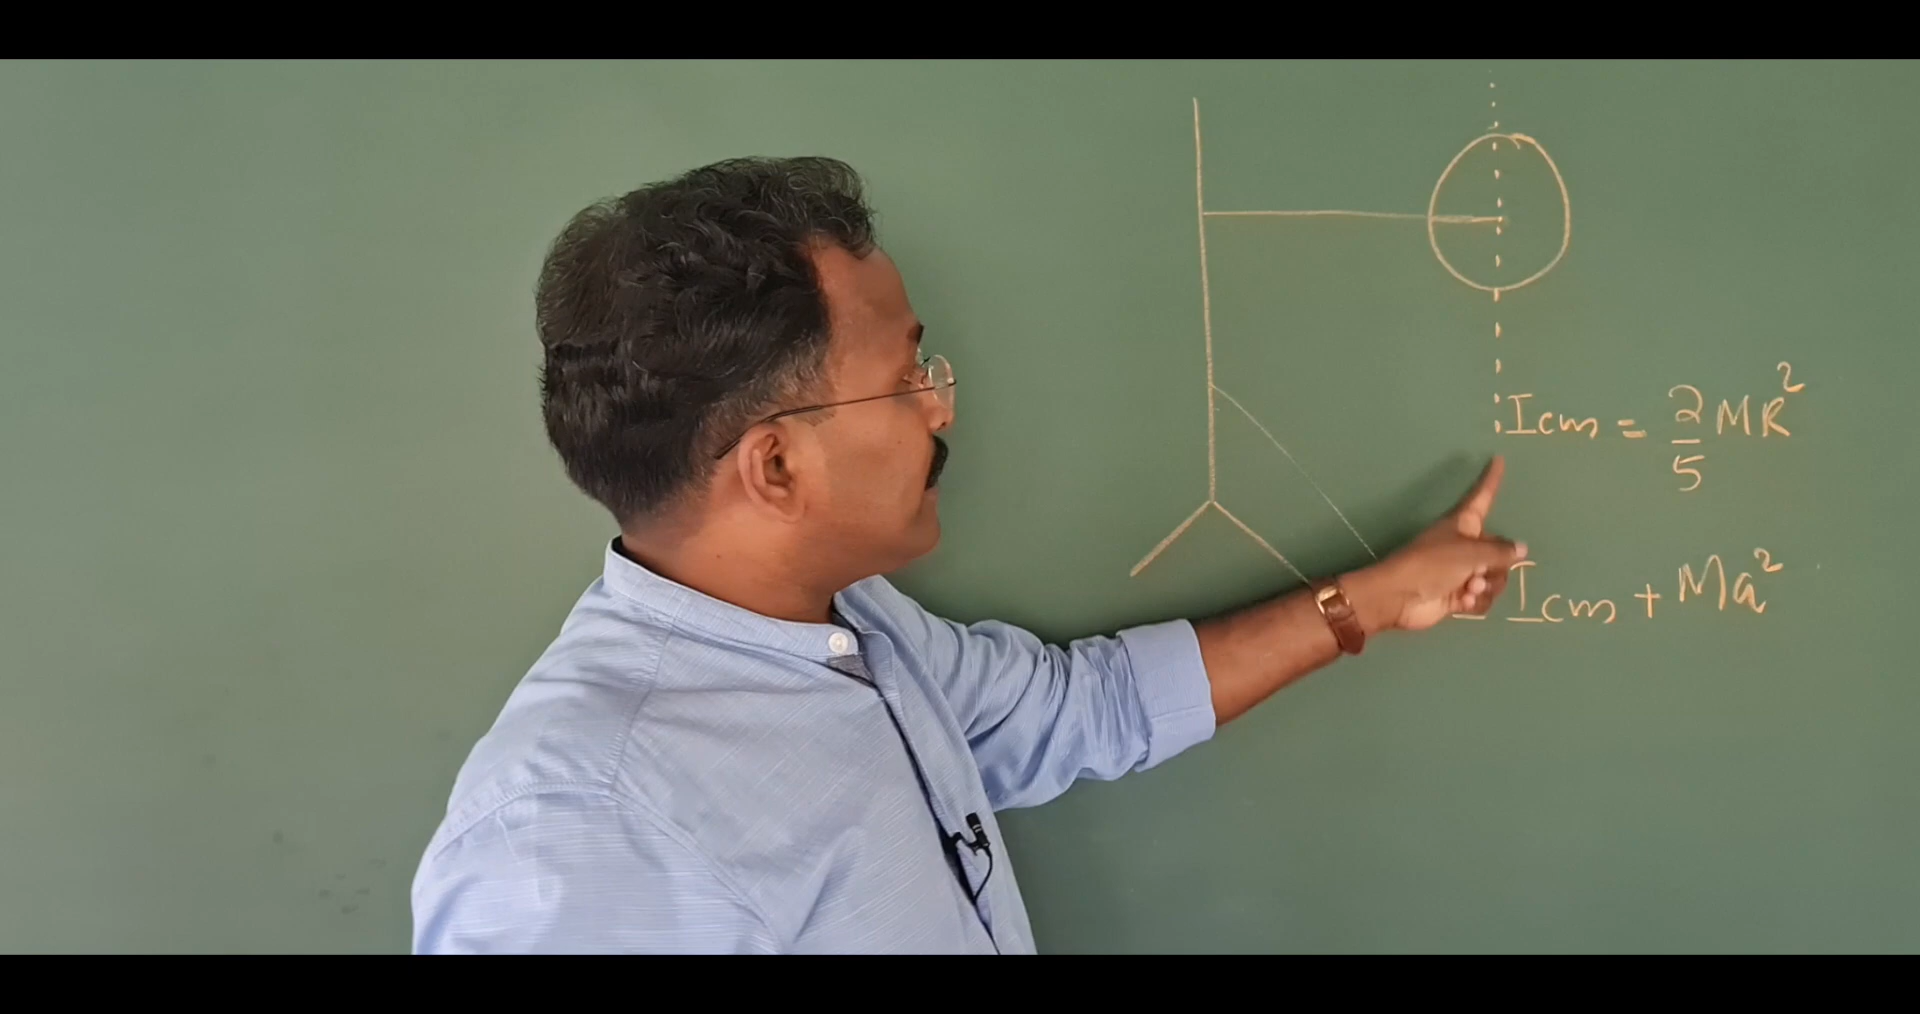 Icm = 2/5 MR²
= Icm + Ma²